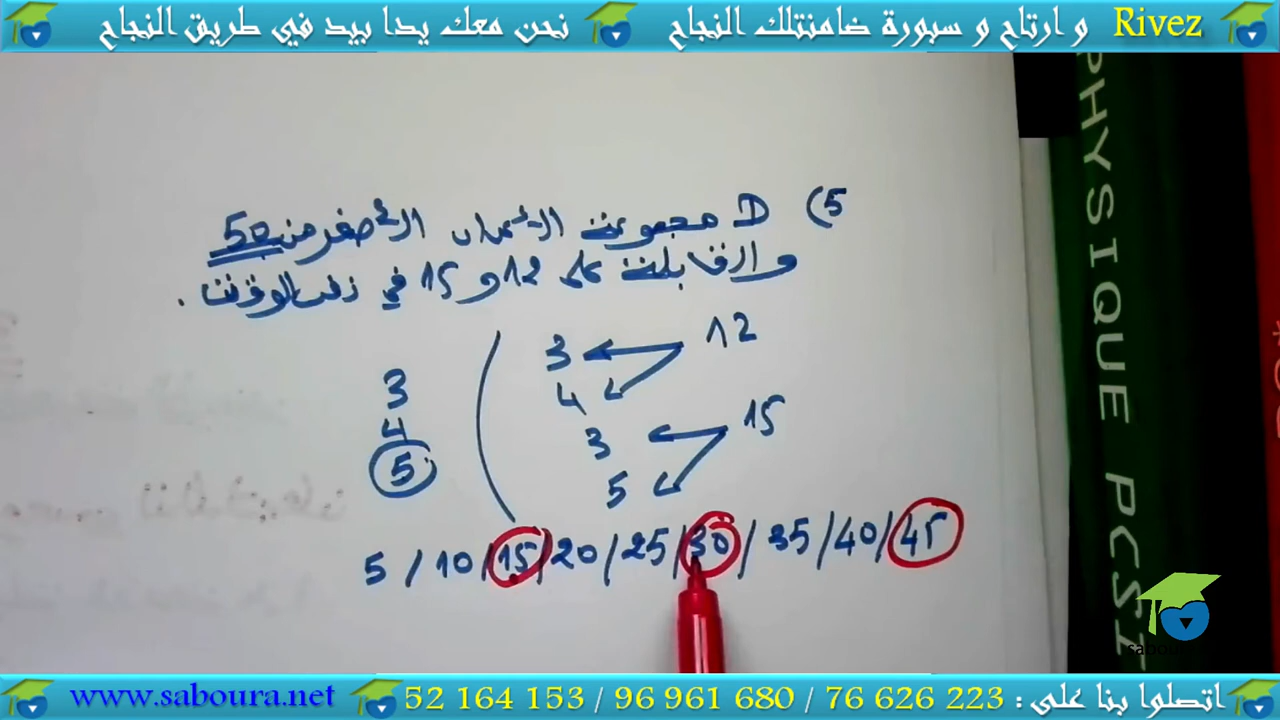 نحن معك يدا بيد في طريق النجاح و ارتاح و سبورة ضامنتلك النجاح Rivez
PHYSIQUE PCSI
5) D مجموعة الأعداد الأصغر من 50
والقابلة على 12 و 15 في نفس الوقت.
12 3
4
15 3
5
3
4
5
5 / 10 / 15 / 20 / 25 / 30 / 35 / 40 / 45
saboura
www.saboura.net 52 164 153 / 96 961 680 / 76 626 223 : اتصلوا بنا على